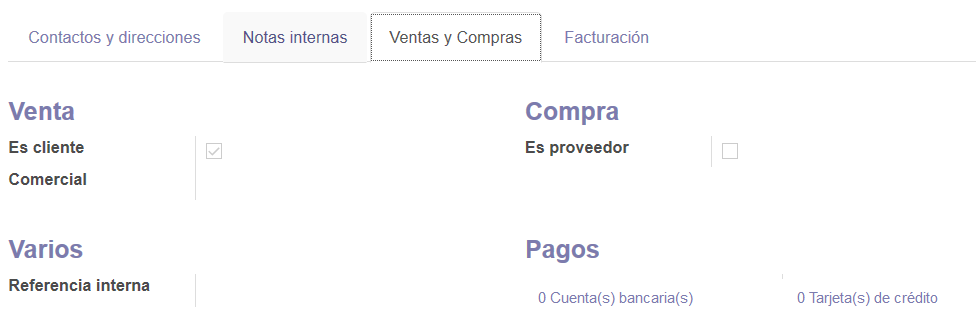 Contactos y direcciones Notas internas Ventas y Compras Facturación
Venta
Es cliente
Comercial
Compra
Es proveedor
Varios
Referencia interna
Pagos
0 Cuenta(s) bancaria(s) 0 Tarjeta(s) de crédito